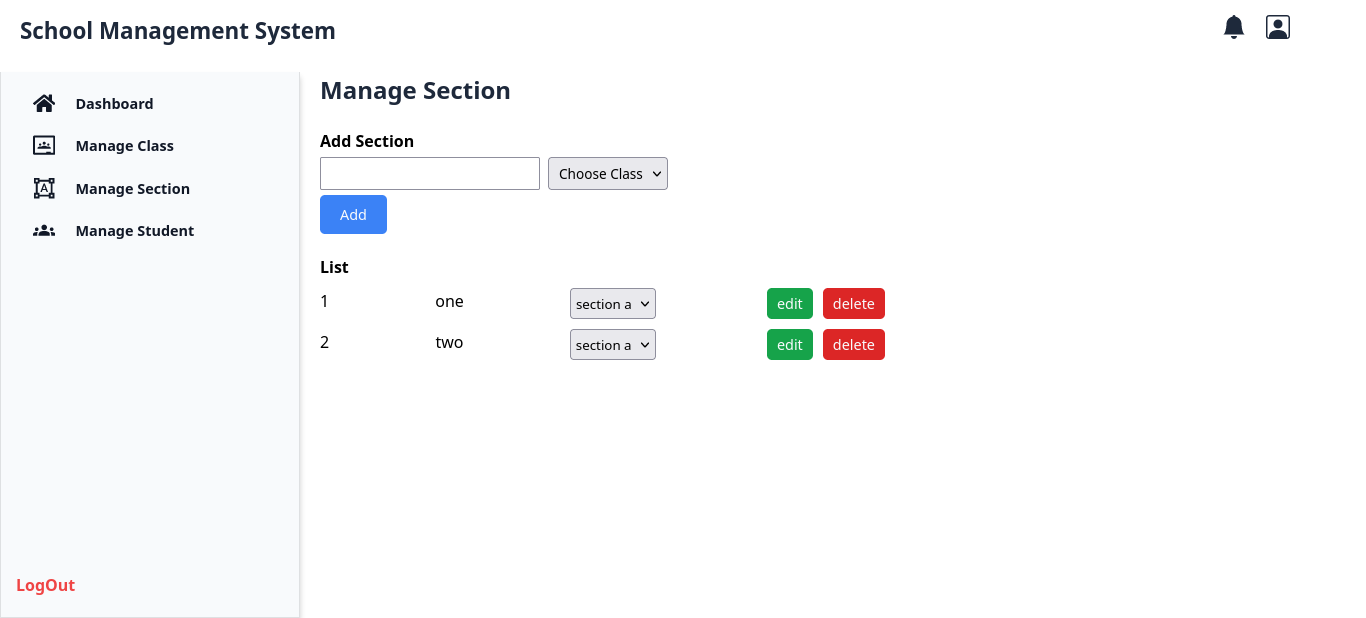 School Management System
Dashboard
Manage Class
A Manage Section
Manage Student
LogOut
Manage Section
Add Section
Choose Class
Add
List
1 one section a edit delete
2 two section a edit delete